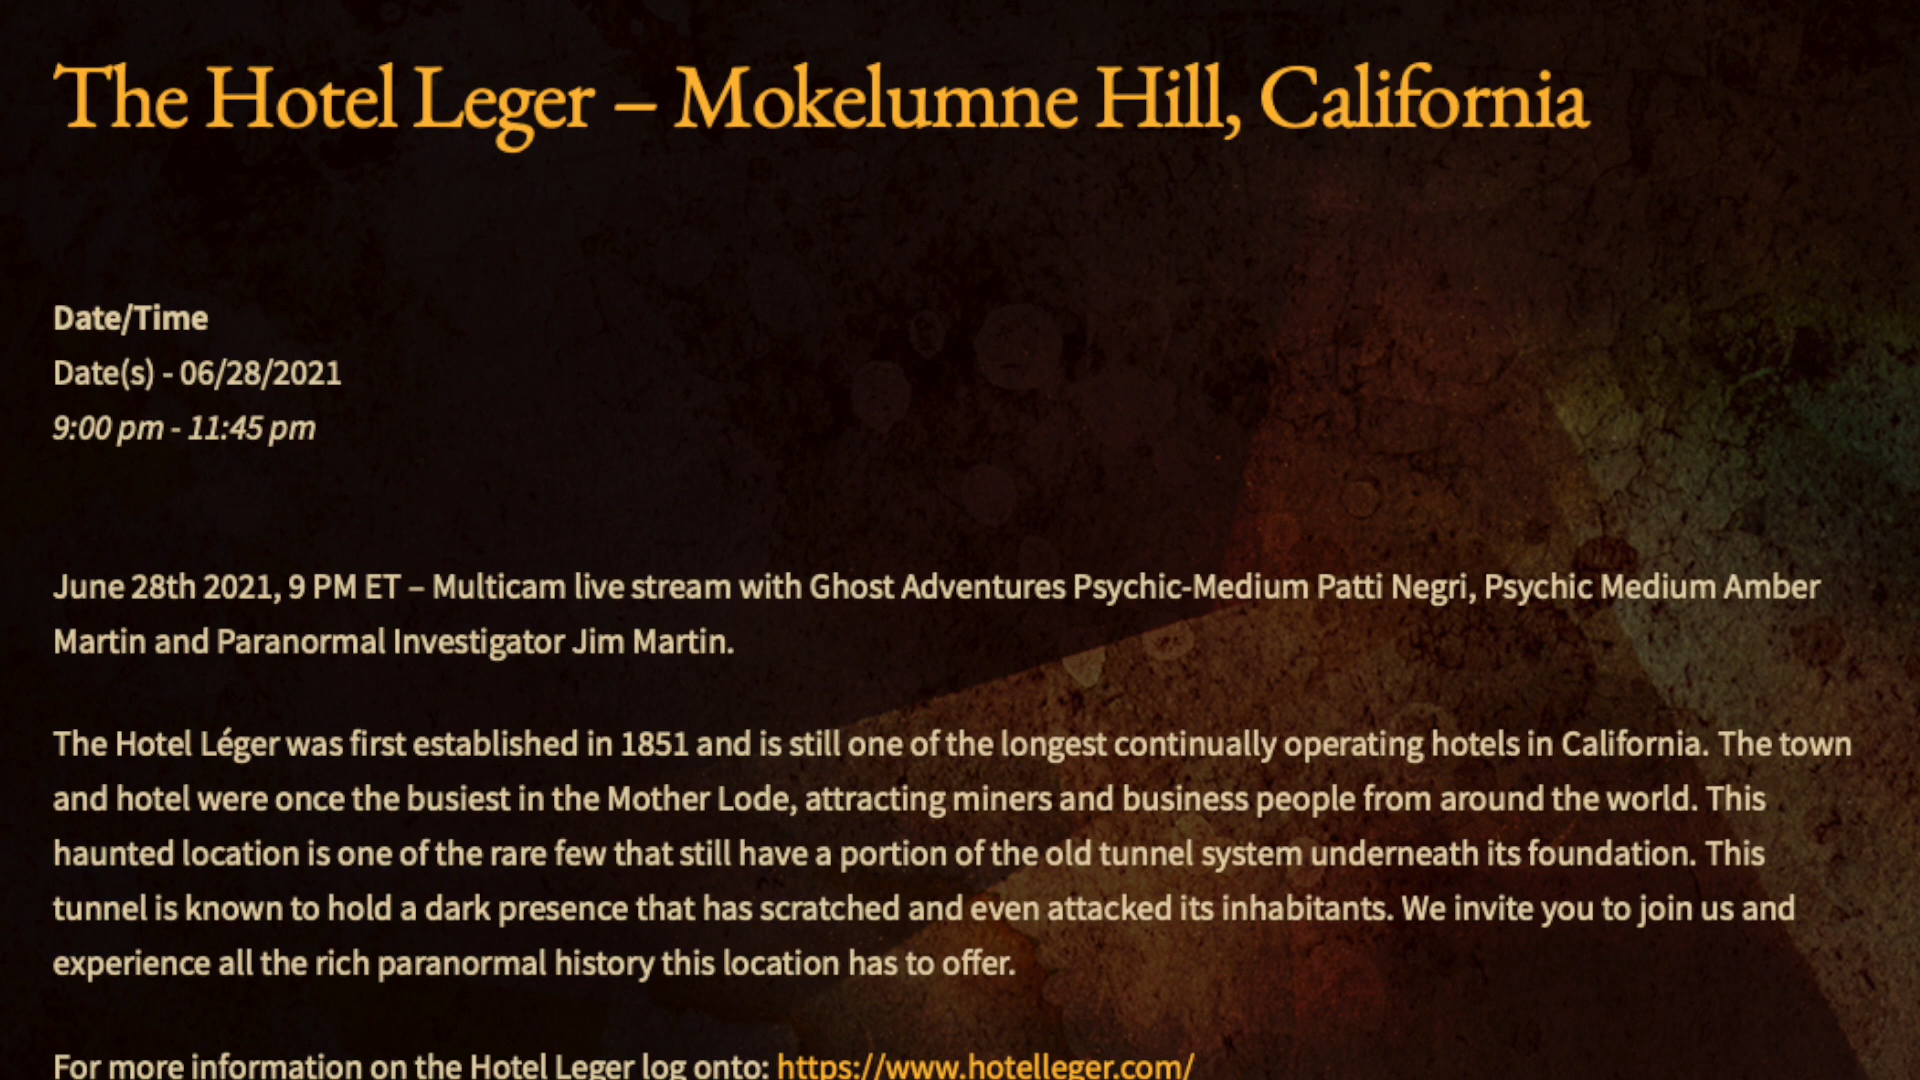 The Hotel Leger – Mokelumne Hill, California
Date/Time
Date(s) - 06/28/2021
9:00 pm - 11:45 pm
June 28th 2021, 9 PM ET – Multicam live stream with Ghost Adventures Psychic-Medium Patti Negri, Psychic Medium Amber
Martin and Paranormal Investigator Jim Martin.
The Hotel Léger was first established in 1851 and is still one of the longest continually operating hotels in California. The town
and hotel were once the busiest in the Mother Lode, attracting miners and business people from around the world. This
haunted location is one of the rare few that still have a portion of the old tunnel system underneath its foundation. This
tunnel is known to hold a dark presence that has scratched and even attacked its inhabitants. We invite you to join us and
experience all the rich paranormal history this location has to offer.
For more information on the Hotel Leger log onto: https://www.hotelleger.com/